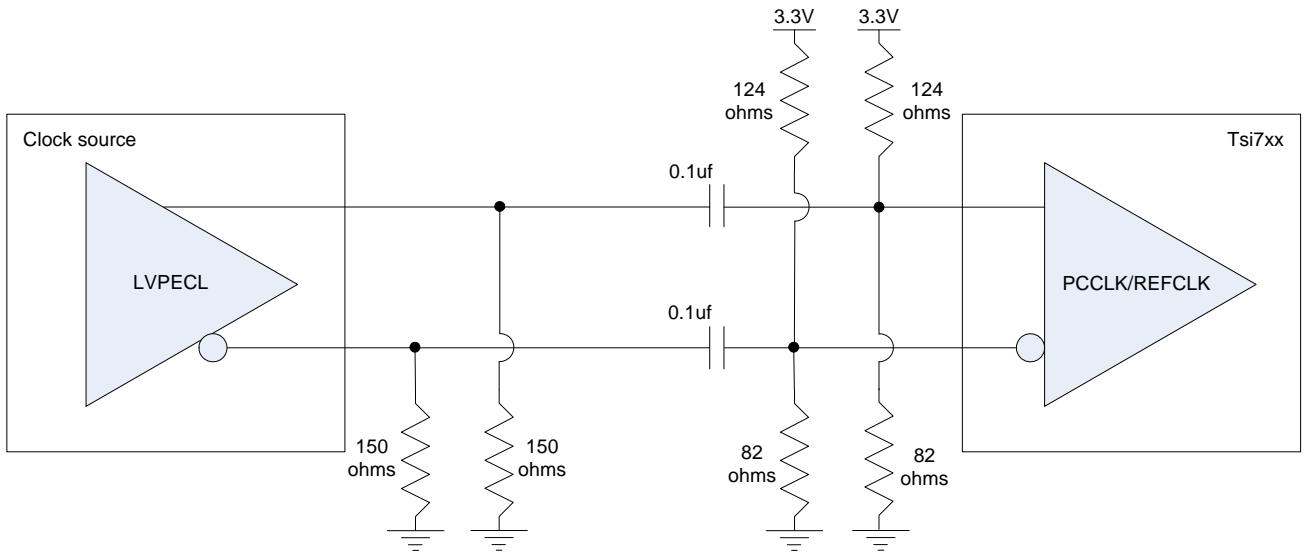 3.3V
3.3V
124
ohms
124
ohms
Clock source
Tsi7xx
0.1uf
LVPECL
PCCLK/REFCLK
0.1uf
150
ohms
150
ohms
82
ohms
82
ohms